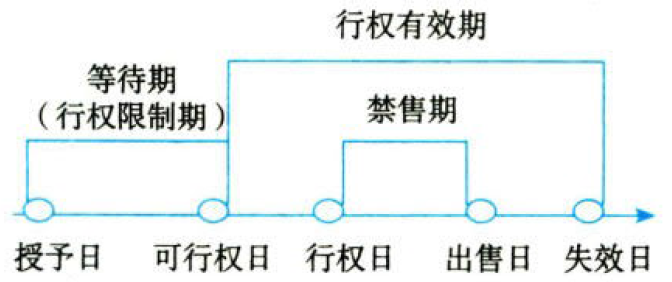 行权有效期
等待期
（行权限制期）
禁售期
授予日
可行权日
行权日
出售日
失效日